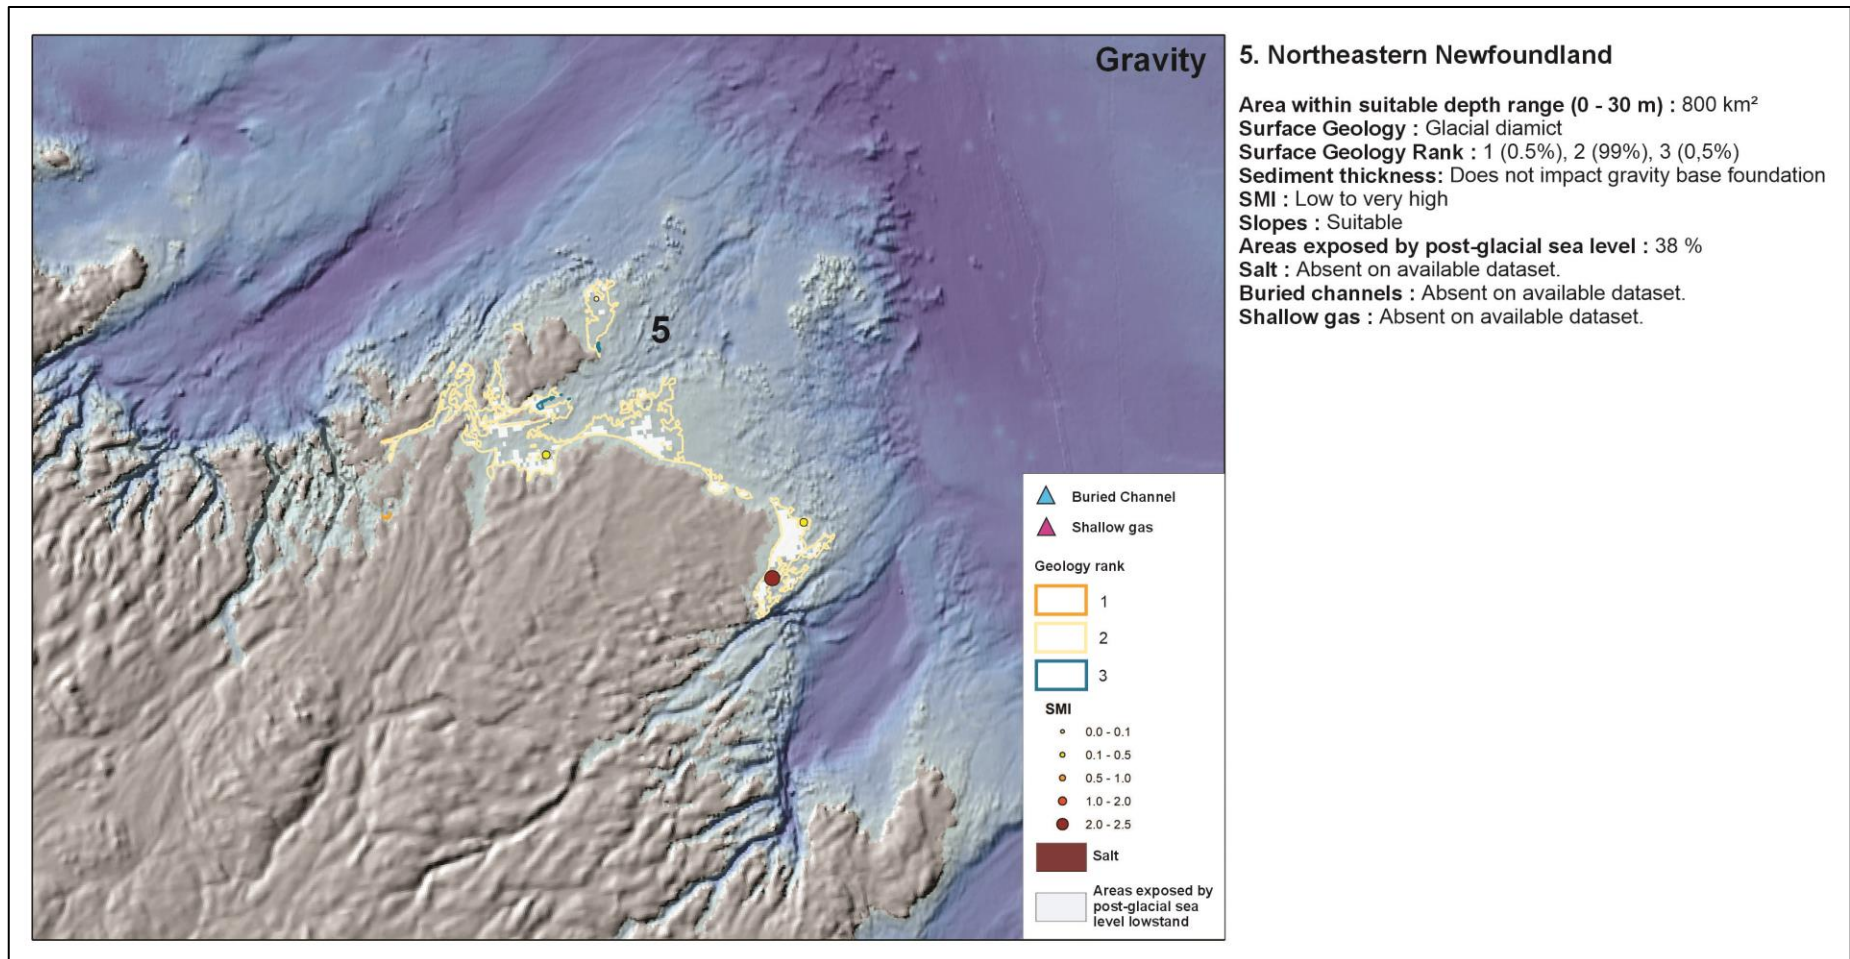 Gravity
5
Buried Channel
Shallow gas
Geology rank
1
2
3
SMI
0.0 - 0.1
0.1 - 0.5
0.5 - 1.0
1.0 - 2.0
2.0 - 2.5
Salt
Areas exposed by
post-glacial sea
level lowstand
5. Northeastern Newfoundland
Area within suitable depth range (0 - 30 m) : 800 km²
Surface Geology : Glacial diamict
Surface Geology Rank : 1 (0.5%), 2 (99%), 3 (0,5%)
Sediment thickness: Does not impact gravity base foundation
SMI : Low to very high
Slopes : Suitable
Areas exposed by post-glacial sea level : 38 %
Salt : Absent on available dataset.
Buried channels : Absent on available dataset.
Shallow gas : Absent on available dataset.